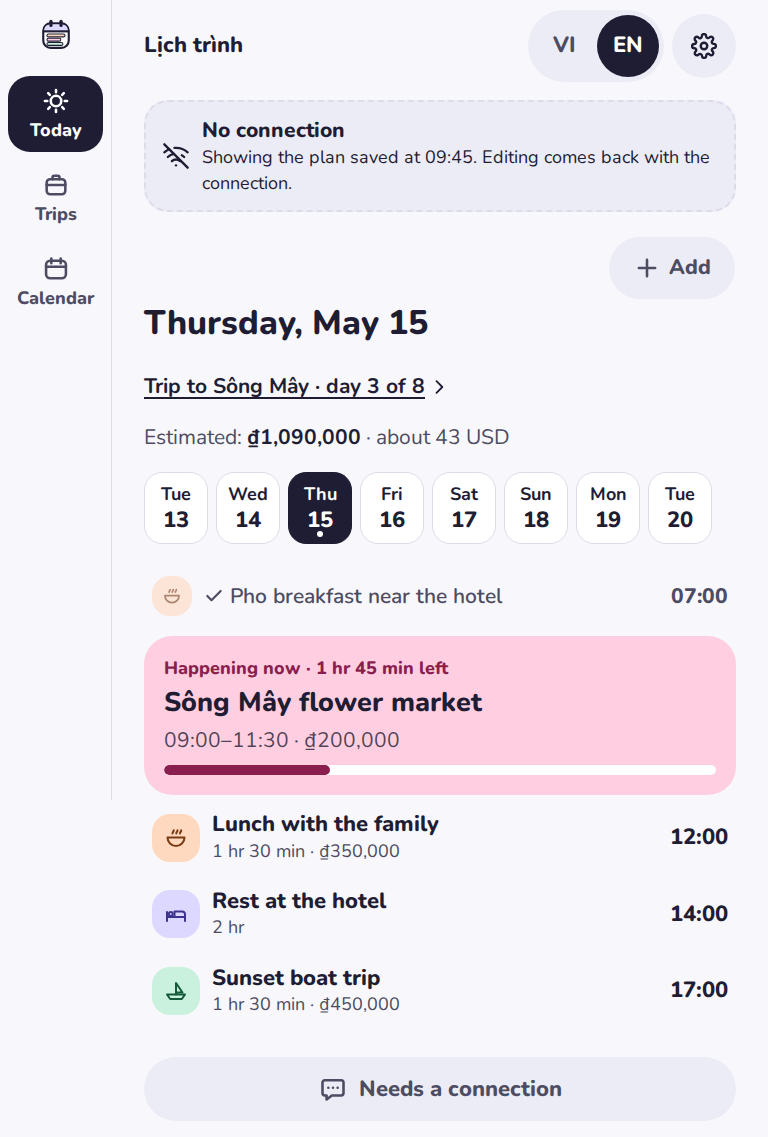 Lịch trình
VI
EN
Today
Trips
Calendar
No connection
Showing the plan saved at 09:45. Editing comes back with the
connection.
Add
Thursday, May 15
Trip to Sông Mây · day 3 of 8
Estimated: ₫1,090,000 · about 43 USD
Tue Wed Thu Fri Sat Sun Mon Tue
13 14 15 16 17 18 19 20
Pho breakfast near the hotel 07:00
Happening now · 1 hr 45 min left
Sông Mây flower market
09:00–11:30 · ₫200,000
Lunch with the family 12:00
1 hr 30 min · ₫350,000
Rest at the hotel 14:00
2 hr
Sunset boat trip 17:00
1 hr 30 min · ₫450,000
Needs a connection